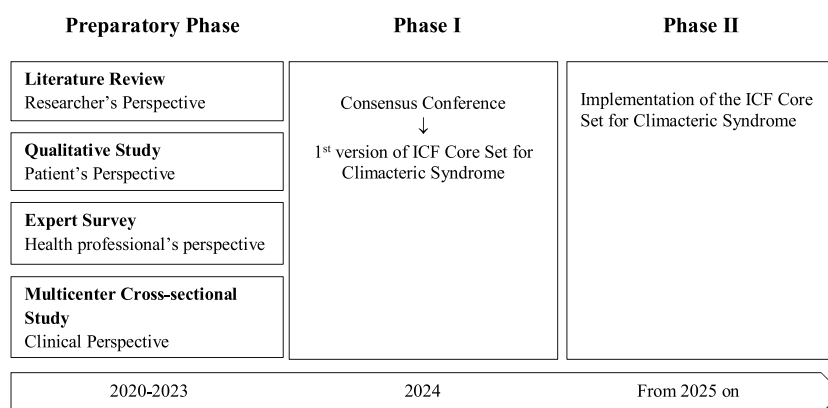 Preparatory Phase
Literature Review
Researcher’s Perspective
Qualitative Study
Patient’s Perspective
Expert Survey
Health professional’s perspective
Multicenter Cross-sectional
Study
Clinical Perspective
2020-2023
Phase I
Consensus Conference
↓
1st version of ICF Core Set for
Climacteric Syndrome
2024
Phase II
Implementation of the ICF Core
Set for Climacteric Syndrome
From 2025 on